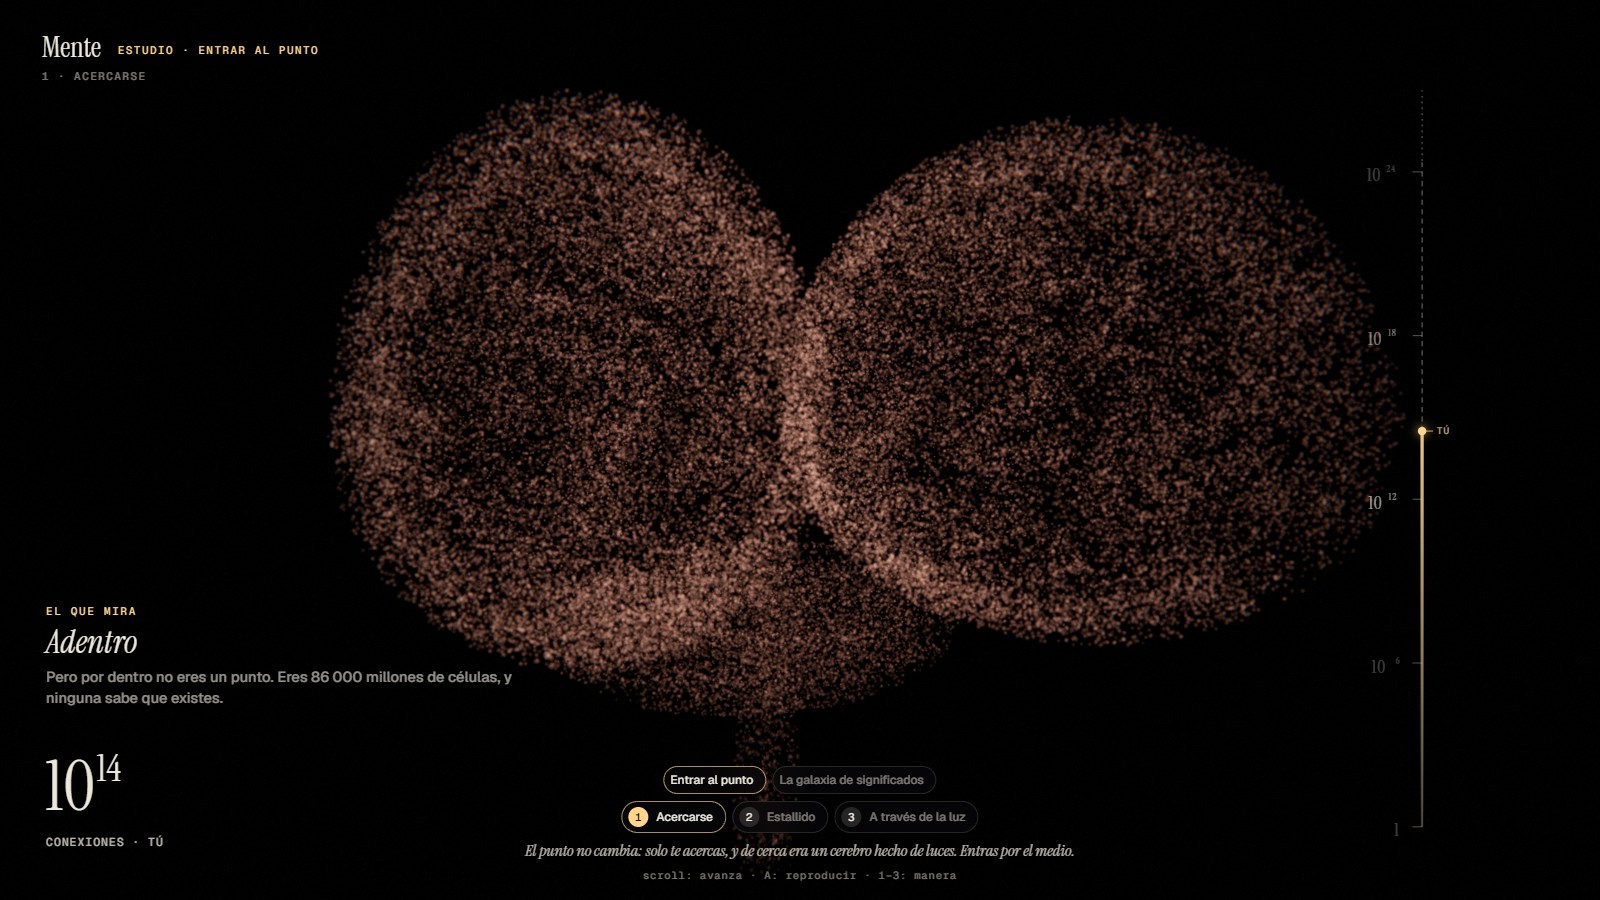 Mente ESTUDIO · ENTRAR AL PUNTO
1 · ACERCARSE
10 24
10 18
TÚ
10 12
EL QUE MIRA
Adentro
Pero por dentro no eres un punto. Eres 86 000 millones de células, y
ninguna sabe que existes.
10 6
10 14
CONEXIONES · TÚ
Entrar al punto La galaxia de significados
1 Acercarse 2 Estallido 3 A través de la luz
1
El punto no cambia: solo te acercas, y de cerca era un cerebro hecho de luces. Entras por el medio.
scroll: avanza · A: reproducir · 1–3: manera